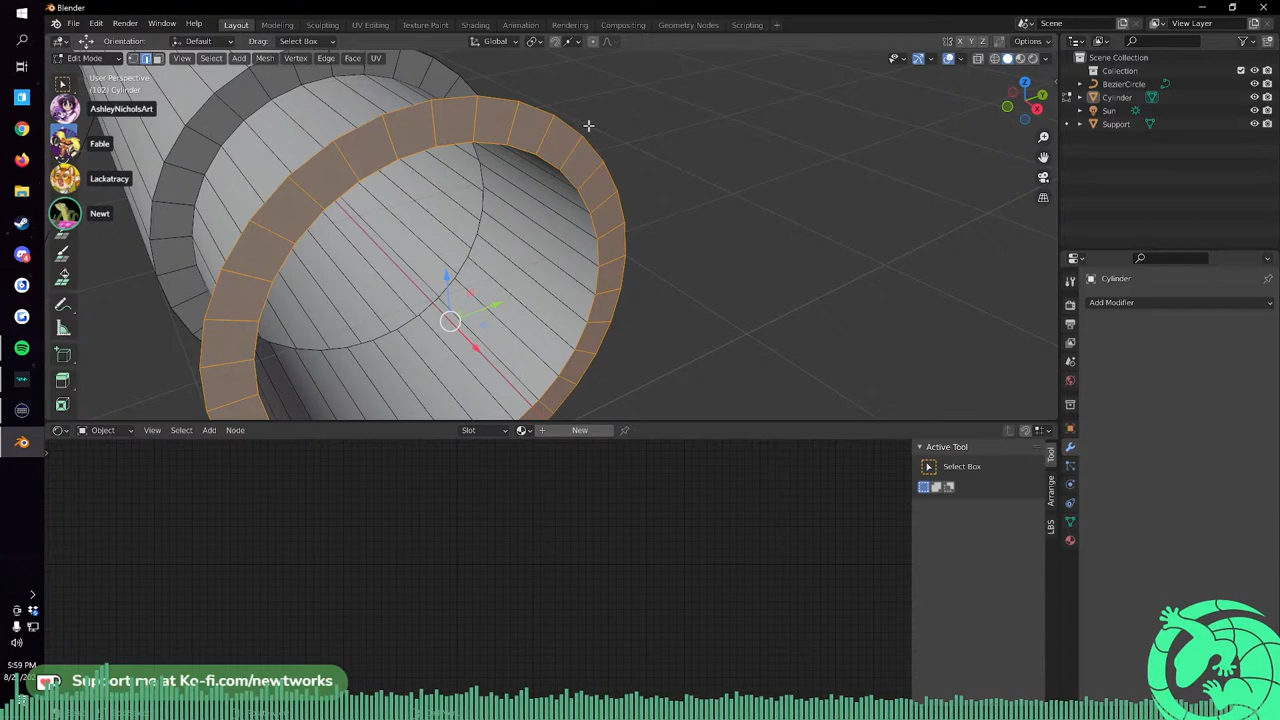 Blender
File Edit Render Window Help Layout Modeling Sculpting UV Editing Texture Paint Shading Animation Rendering Compositing Geometry Nodes Scripting + Scene View Layer
Orientation: Default Drag: Select Box Global X Y Z Options
Edit Mode View Select Add Mesh Vertex Edge Face UV
User Perspective
(102) Cylinder
AshleyNicholsArt
Fable
Lackatracy
Newt
Z
Y
X
Scene Collection
Collection
BezierCircle
Cylinder
Sun
Support
Cylinder
Add Modifier
Object View Select Add Node Slot New
Active Tool
Select Box
Tool
Arrange
LBS
5:59 PM
Support me at Ko-fi.com/newtworks